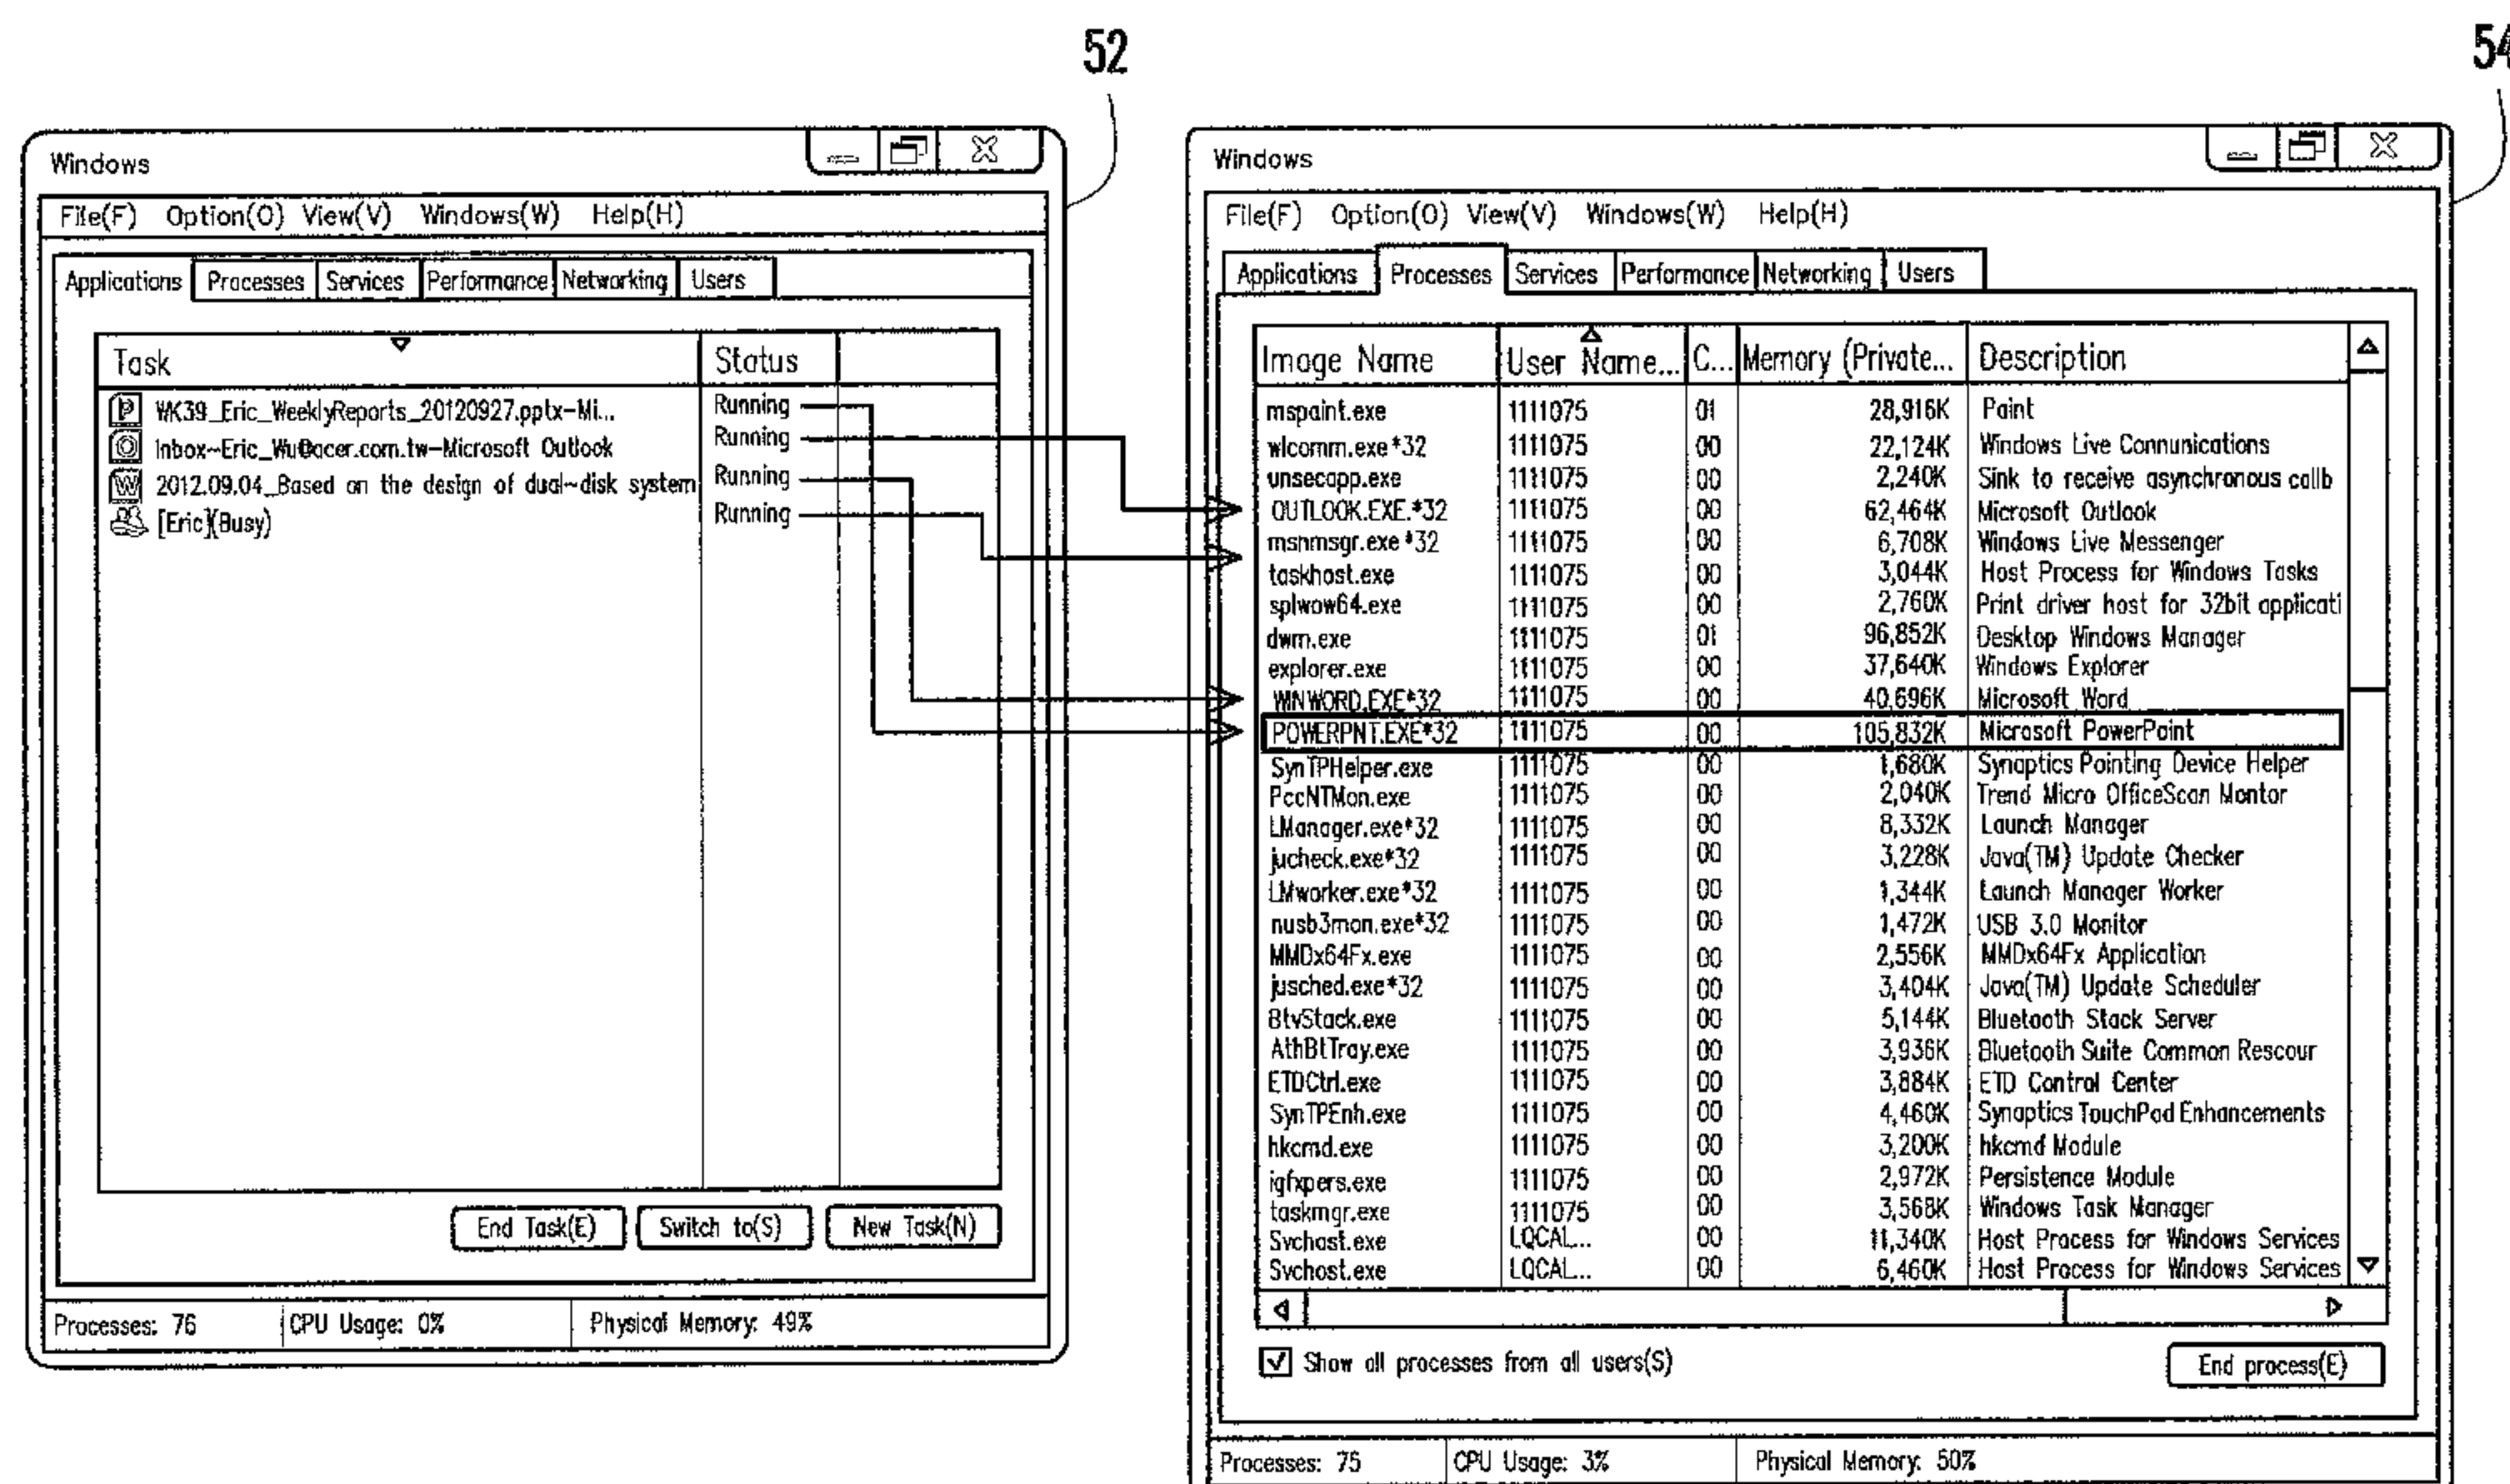 52
Windows
File(F) Option(O) View(V) Windows(W) Help(H)
Applications Processes Services Performance Networking Users
Task Status
WK39_Eric_WeeklyReports_20120927.pptx-Mi... Running
Inbox-Eric_Wu@acer.com.tw-Microsoft Outlook Running
2012.09.04_Based on the design of dual-disk system Running
[Eric](Busy) Running
End Task(E) Switch to(S) New Task(N)
Processes: 76 CPU Usage: 0% Physical Memory: 49%
54
Windows
File(F) Option(O) View(V) Windows(W) Help(H)
Applications Processes Services Performance Networking Users
Image Name User Name... C... Memory (Private... Description
mspaint.exe 1111075 01 28,916K Paint
wlcomm.exe*32 1111075 00 22,124K Windows Live Connunications
unsecapp.exe 1111075 00 2,240K Sink to receive asynchronous callb
OUTLOOK.EXE.*32 1111075 00 62,464K Microsoft Outlook
msnmsgr.exe*32 1111075 00 6,708K Windows Live Messenger
taskhost.exe 1111075 00 3,044K Host Process for Windows Tasks
splwow64.exe 1111075 00 2,760K Print driver host for 32bit applicati
dwm.exe 1111075 01 96,852K Desktop Windows Manager
explorer.exe 1111075 00 37,640K Windows Explorer
WINWORD.EXE*32 1111075 00 40,696K Microsoft Word
POWERPNT.EXE*32 1111075 00 105,832K Microsoft PowerPoint
SynTPHelper.exe 1111075 00 1,680K Synaptics Pointing Device Helper
PccNTMon.exe 1111075 00 2,040K Trend Micro OfficeScan Montor
LManager.exe*32 1111075 00 8,332K Launch Manager
jucheck.exe*32 1111075 00 3,228K Java(TM) Update Checker
LMworker.exe*32 1111075 00 1,344K Launch Manager Worker
nusb3mon.exe*32 1111075 00 1,472K USB 3.0 Monitor
MMDx64Fx.exe 1111075 00 2,556K MMDx64Fx Application
jusched.exe*32 1111075 00 3,404K Java(TM) Update Scheduler
BtvStack.exe 1111075 00 5,144K Bluetooth Stack Server
AthBtTray.exe 1111075 00 3,936K Bluetooth Suite Common Rescour
ETDCtrl.exe 1111075 00 3,884K ETD Control Center
SynTPEnh.exe 1111075 00 4,460K Synaptics TouchPad Enhancements
hkcmd.exe 1111075 00 3,200K hkcmd Module
igfxpers.exe 1111075 00 2,972K Persistence Module
taskmgr.exe 1111075 00 3,568K Windows Task Manager
Svchost.exe LOCAL... 00 11,340K Host Process for Windows Services
Svchost.exe LOCAL... 00 6,460K Host Process for Windows Services
Show all processes from all users(S)
End process(E)
Processes: 75 CPU Usage: 3% Physical Memory: 50%